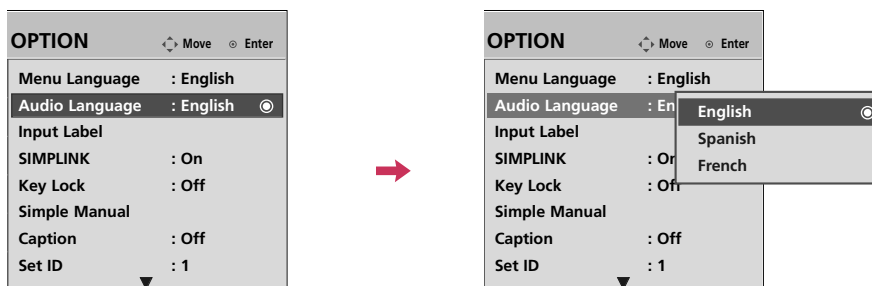 OPTION Move Enter
Menu Language : English
Audio Language : English
Input Label
SIMPLINK : On
Key Lock : Off
Simple Manual
Caption : Off
Set ID : 1
OPTION Move Enter
Menu Language : English
Audio Language : En
Input Label
SIMPLINK : On
Key Lock : Off
Simple Manual
Caption : Off
Set ID : 1
English
Spanish
French